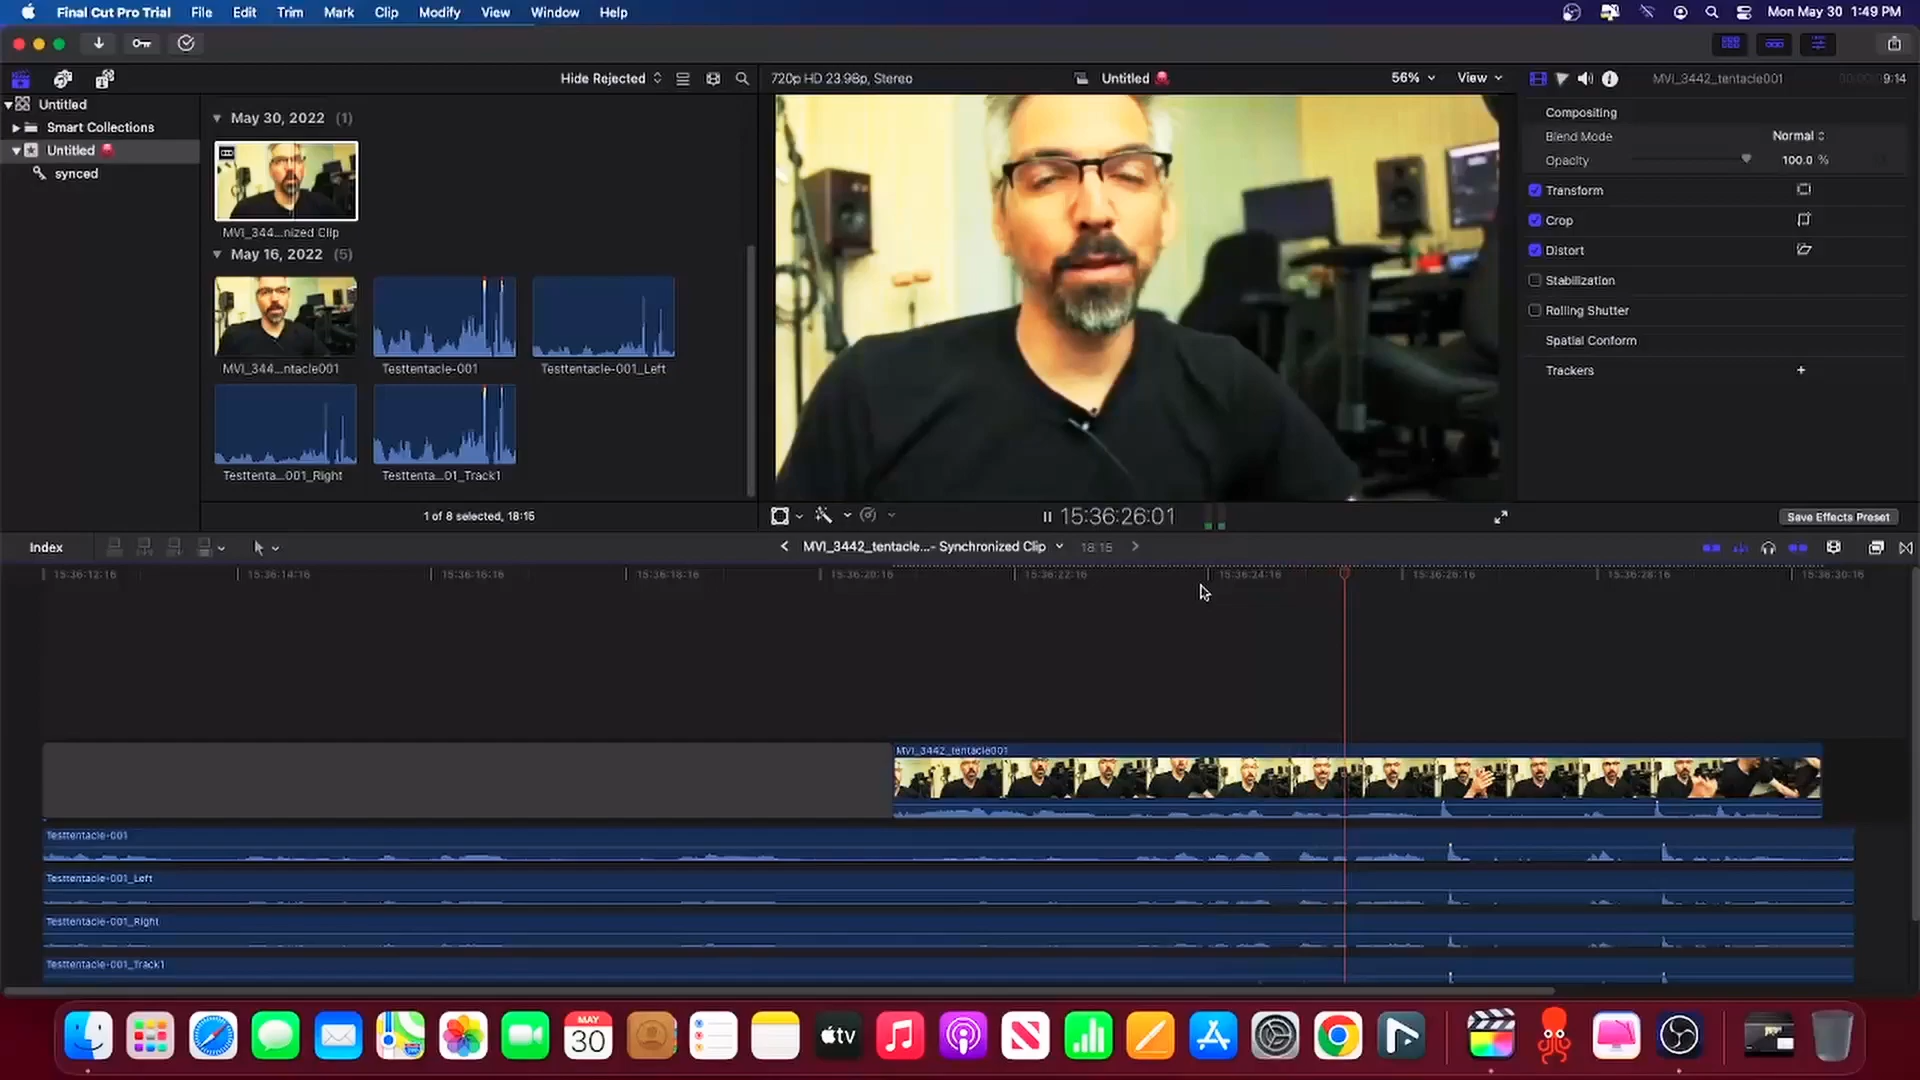 Final Cut Pro Trial File Edit Trim Mark Clip Modify View Window Help Mon May 30 1:49 PM
Hide Rejected 720p HD 23.98p, Stereo Untitled 56% View MVI_3442_tentacle001 9:14
Untitled
Smart Collections
Untitled
synced
May 30, 2022 (1)
MVI_344...nized Clip
May 16, 2022 (5)
MVI_344...ntacle001 Testtentacle-001 Testtentacle-001_Left
Testtenta...001_Right Testtenta...01_Track1
1 of 8 selected, 18:15
15:36:26:01
Compositing
Blend Mode Normal
Opacity 100.0 %
Transform
Crop
Distort
Stabilization
Rolling Shutter
Spatial Conform
Trackers
Save Effects Preset
Index MVI_3442_tentacle...- Synchronized Clip 18:15
15:36:12:16 15:36:14:16 15:36:16:16 15:36:18:16 15:36:20:16 15:36:22:16 15:36:24:16 15:36:26:16 15:36:28:16 15:36:30:16
MVI_3442_tentacle001
Testtentacle-001
Testtentacle-001_Left
Testtentacle-001_Right
Testtentacle-001_Track1
MAY
30
tv